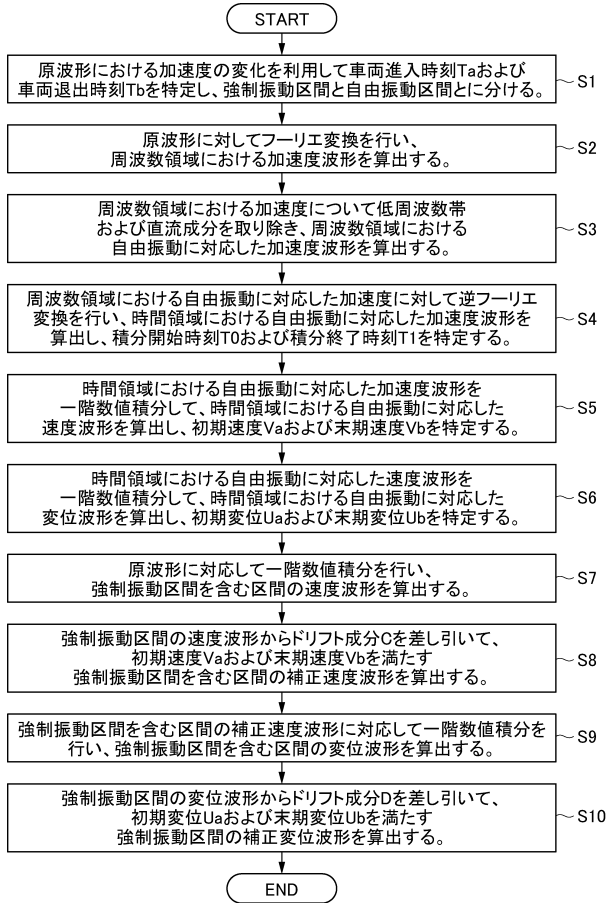 START
原波形における加速度の変化を利用して車両進入時刻Taおよび
車両退出時刻Tbを特定し、強制振動区間と自由振動区間とに分ける。
S1
原波形に対してフーリエ変換を行い、
周波数領域における加速度波形を算出する。
S2
周波数領域における加速度について低周波数帯
および直流成分を取り除き、周波数領域における
自由振動に対応した加速度波形を算出する。
S3
周波数領域における自由振動に対応した加速度に対して逆フーリエ
変換を行い、時間領域における自由振動に対応した加速度波形を
算出し、積分開始時刻T0および積分終了時刻T1を特定する。
S4
時間領域における自由振動に対応した加速度波形を
一階数値積分して、時間領域における自由振動に対応した
速度波形を算出し、初期速度Vaおよび末期速度Vbを特定する。
S5
時間領域における自由振動に対応した速度波形を
一階数値積分して、時間領域における自由振動に対応した
変位波形を算出し、初期変位Uaおよび末期変位Ubを特定する。
S6
原波形に対応して一階数値積分を行い、
強制振動区間を含む区間の速度波形を算出する。
S7
強制振動区間の速度波形からドリフト成分Cを差し引いて、
初期速度Vaおよび末期速度Vbを満たす
強制振動区間を含む区間の補正速度波形を算出する。
S8
強制振動区間を含む区間の補正速度波形に対応して一階数値積分を
行い、強制振動区間を含む区間の変位波形を算出する。
S9
強制振動区間の変位波形からドリフト成分Dを差し引いて、
初期変位Uaおよび末期変位Ubを満たす
強制振動区間の補正変位波形を算出する。
S10
END